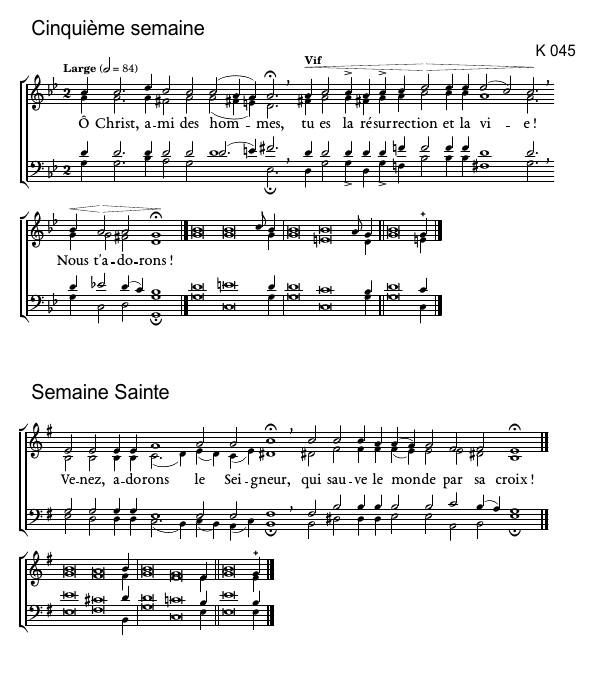 Cinquième semaine
K 045
Large (𝅗𝅥 = 84)
Vif
Ô Christ, a-mi des hom - mes, tu es la résurrection et la vi - e !
Nous t'a-do-rons !
Semaine Sainte
Ve-nez, a-dorons le Sei-gneur, qui sau-ve le monde par sa croix !